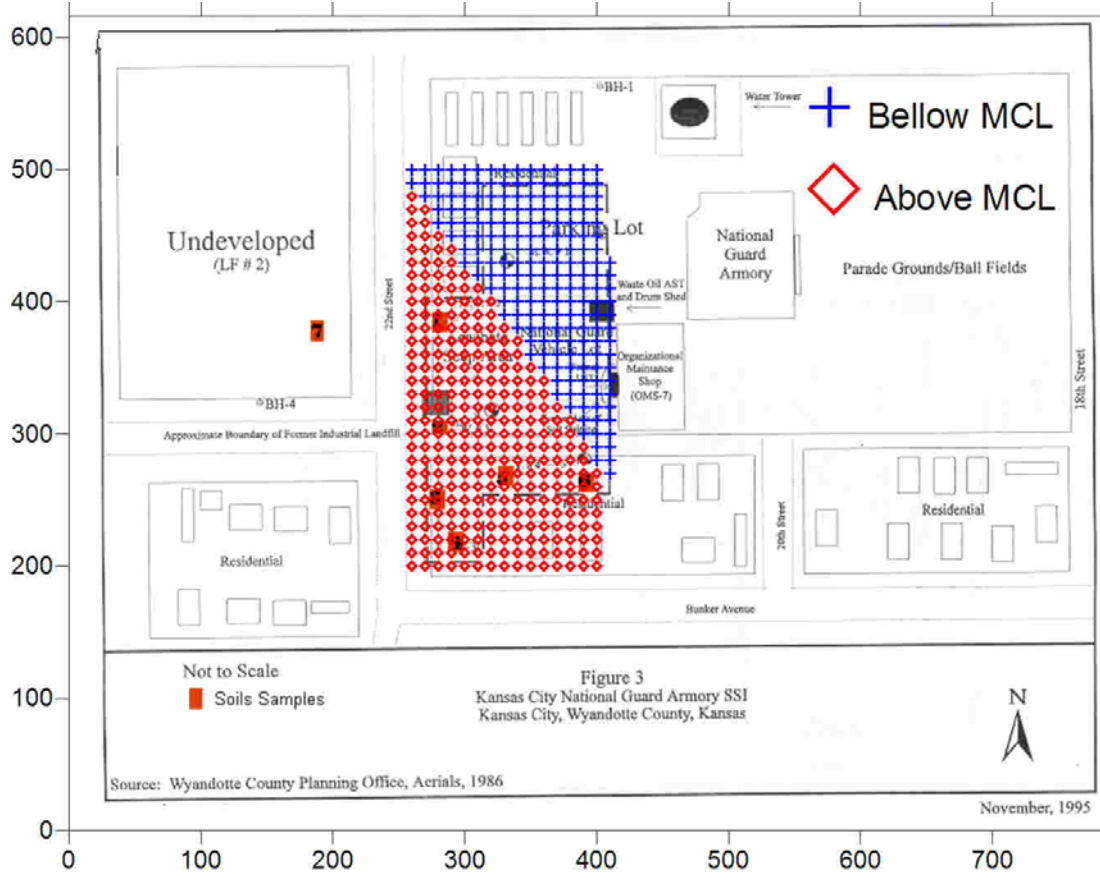 600
500
400
300
200
100
0
0
100
200
300
400
500
600
700
BH-1
Water Tower
Bellow MCL
Above MCL
Residential
Parking Lot
Undeveloped
(LF # 2)
National
Guard
Armory
Parade Grounds/Ball Fields
22nd Street
Waste Oil AST
and Drum Shed
National Guard
Vehicle
Organizational
Maintance
Shop
(OMS-7)
18th Street
BH-4
Approximate Boundary of Former Industrial Landfill
Residential
Residential
Residential
20th Street
Bunker Avenue
Not to Scale
Soils Samples
Figure 3
Kansas City National Guard Armory SSI
Kansas City, Wyandotte County, Kansas
N
Source: Wyandotte County Planning Office, Aerials, 1986
November, 1995